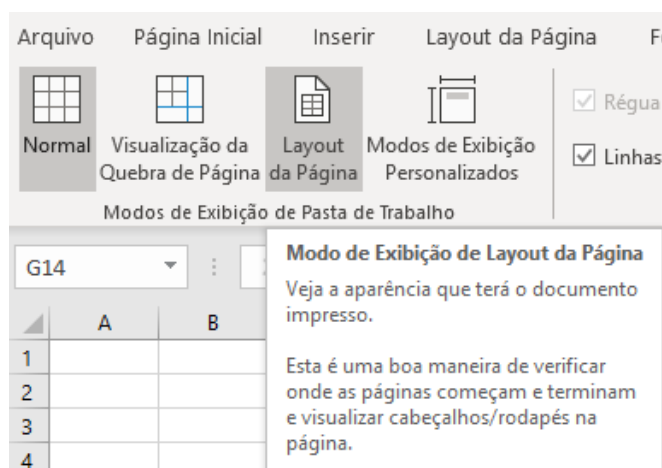 Arquivo Página Inicial Inserir Layout da Página
Normal Visualização da Layout Modos de Exibição
Quebra de Página da Página Personalizados
Régua
Linhas
Modos de Exibição de Pasta de Trabalho
G14
Modo de Exibição de Layout da Página
Veja a aparência que terá o documento
impresso.
Esta é uma boa maneira de verificar
onde as páginas começam e terminam
e visualizar cabeçalhos/rodapés na
página.
A B
1
2
3
4